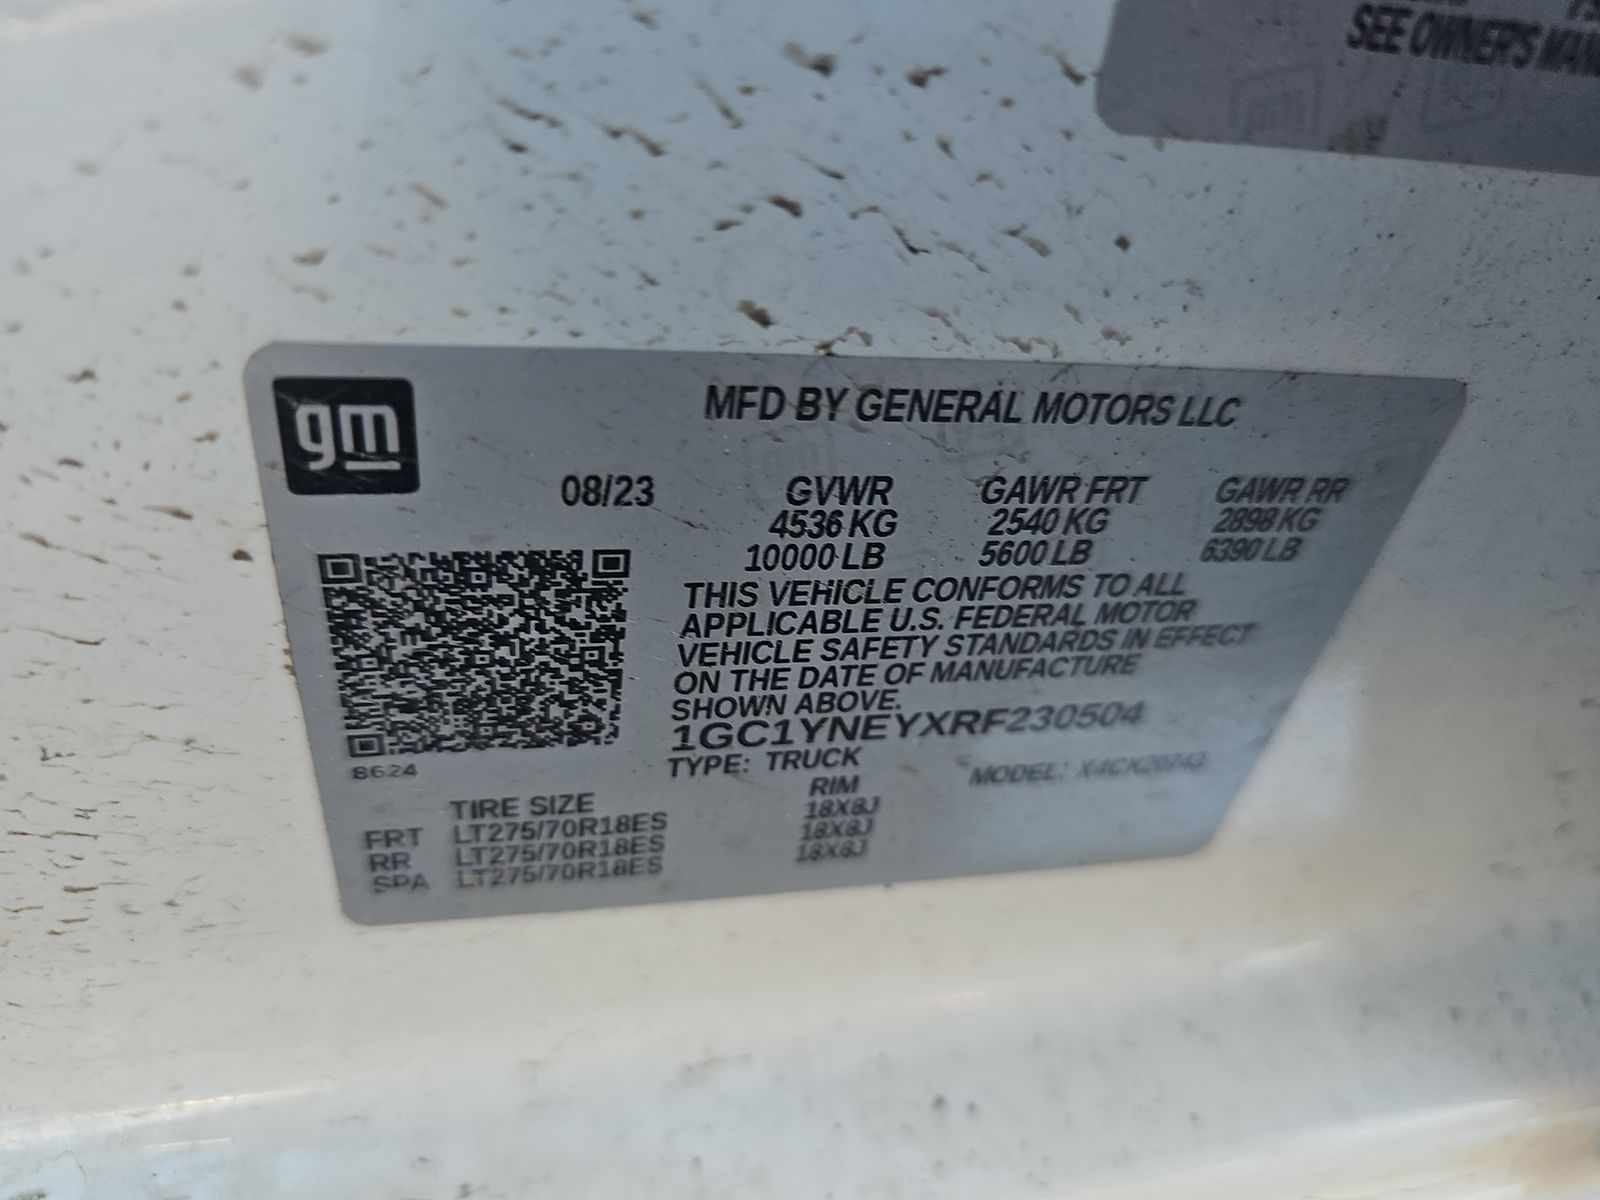 SEE OWNER'S
gm
MFD BY GENERAL MOTORS LLC
08/23 GVWR GAWR FRT GAWR RR
4536 KG 2540 KG 2898 KG
10000 LB 5600 LB 6390 LB
THIS VEHICLE CONFORMS TO ALL
APPLICABLE U.S. FEDERAL MOTOR
VEHICLE SAFETY STANDARDS IN EFFECT
ON THE DATE OF MANUFACTURE
SHOWN ABOVE.
1GC1YNEYXRF230504
8624
TYPE: TRUCK MODEL:
TIRE SIZE RIM
FRT LT275/70R18ES 18X8J
RR LT275/70R18ES 18X8J
SPA LT275/70R18ES 18X8J